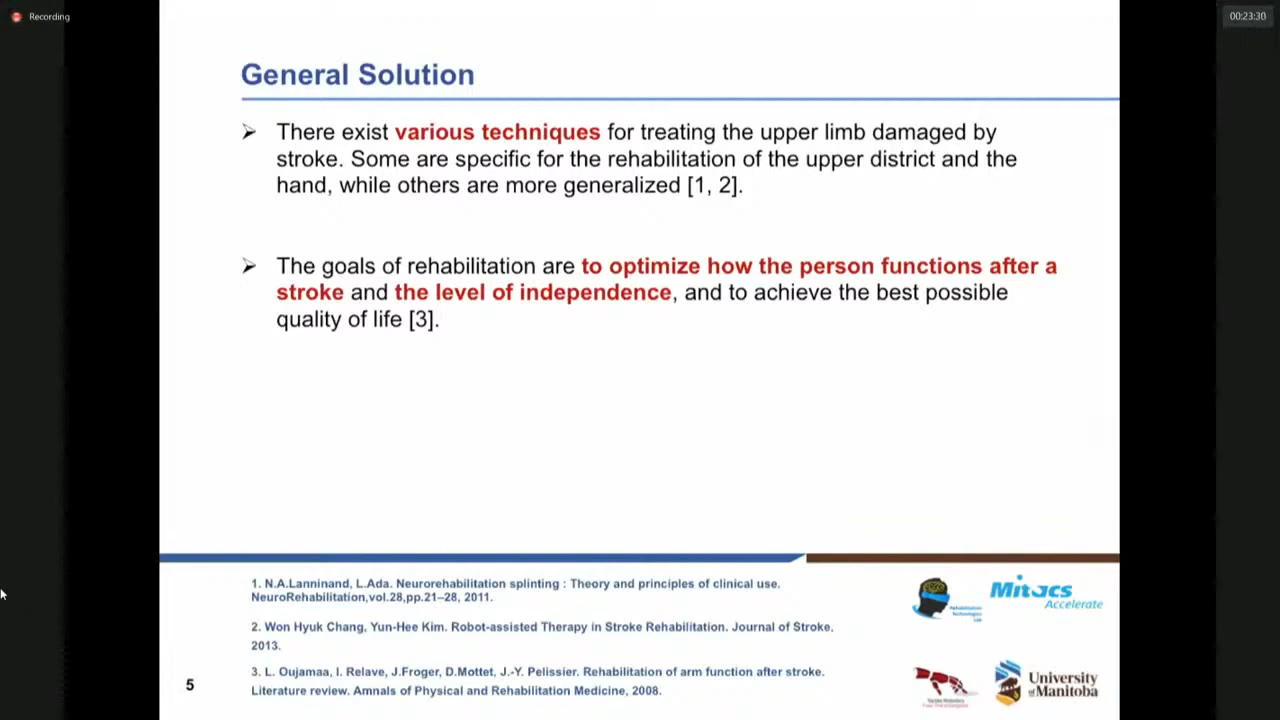 Recording
00:23:30
General Solution
➢ There exist various techniques for treating the upper limb damaged by
stroke. Some are specific for the rehabilitation of the upper district and the
hand, while others are more generalized [1, 2].
➢ The goals of rehabilitation are to optimize how the person functions after a
stroke and the level of independence, and to achieve the best possible
quality of life [3].
1. N.A.Lanninand, L.Ada. Neurorehabilitation splinting : Theory and principles of clinical use.
NeuroRehabilitation,vol.28,pp.21–28, 2011.
2. Won Hyuk Chang, Yun-Hee Kim. Robot-assisted Therapy in Stroke Rehabilitation. Journal of Stroke,
2013.
3. L. Oujamaa, I. Relave, J.Froger, D.Mottet, J.-Y. Pelissier. Rehabilitation of arm function after stroke.
Literature review. Amnals of Physical and Rehabilitation Medicine, 2008.
5
Rehabilitation
Technologies
Lab
Mitacs
Accelerate
University
of Manitoba